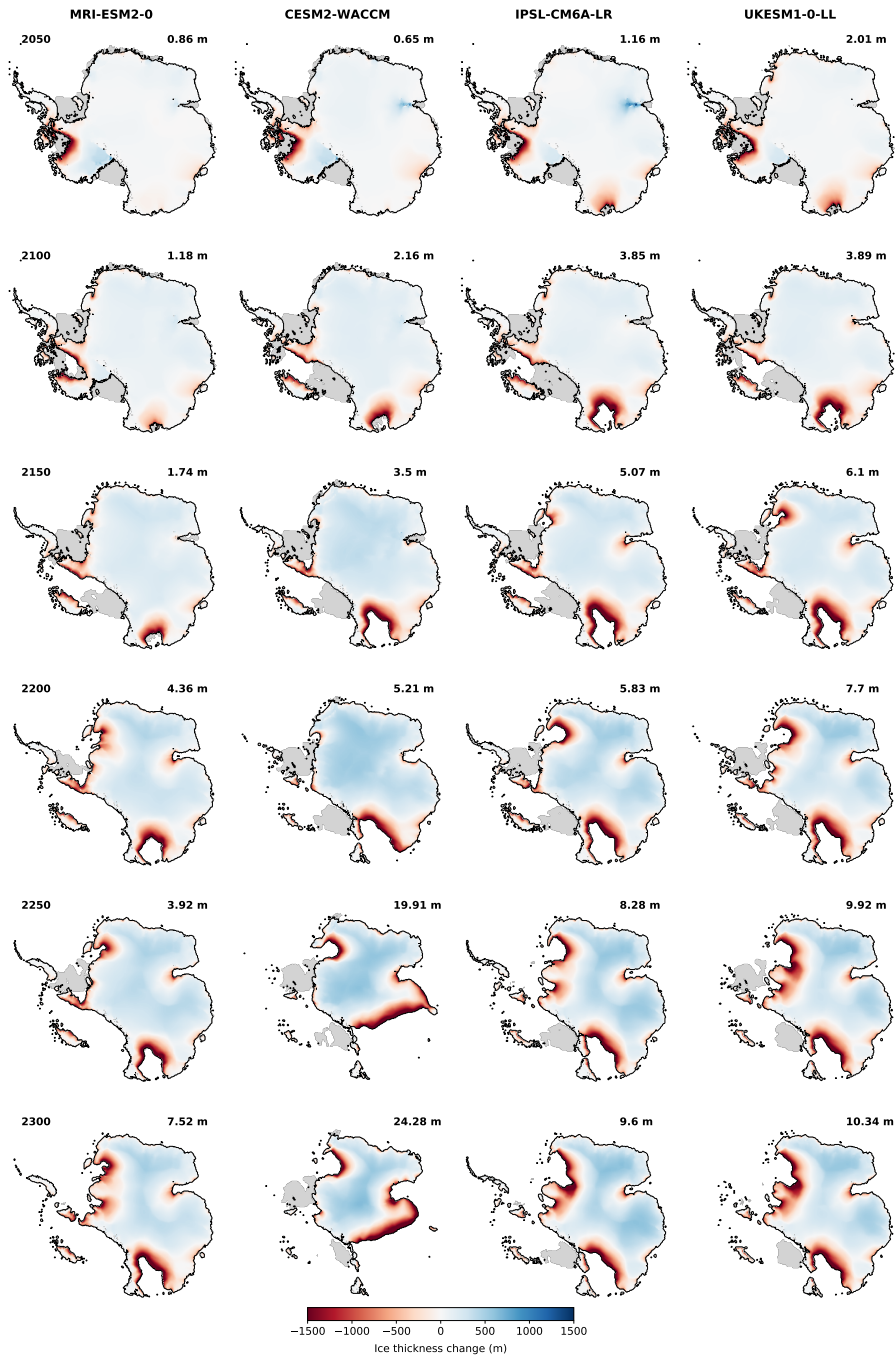 MRI-ESM2-0 CESM2-WACCM IPSL-CM6A-LR UKESM1-0-LL
2050 0.86 m 0.65 m 1.16 m 2.01 m
2100 1.18 m 2.16 m 3.85 m 3.89 m
2150 1.74 m 3.5 m 5.07 m 6.1 m
2200 4.36 m 5.21 m 5.83 m 7.7 m
2250 3.92 m 19.91 m 8.28 m 9.92 m
2300 7.52 m 24.28 m 9.6 m 10.34 m
−1500 −1000 −500 0 500 1000 1500
Ice thickness change (m)